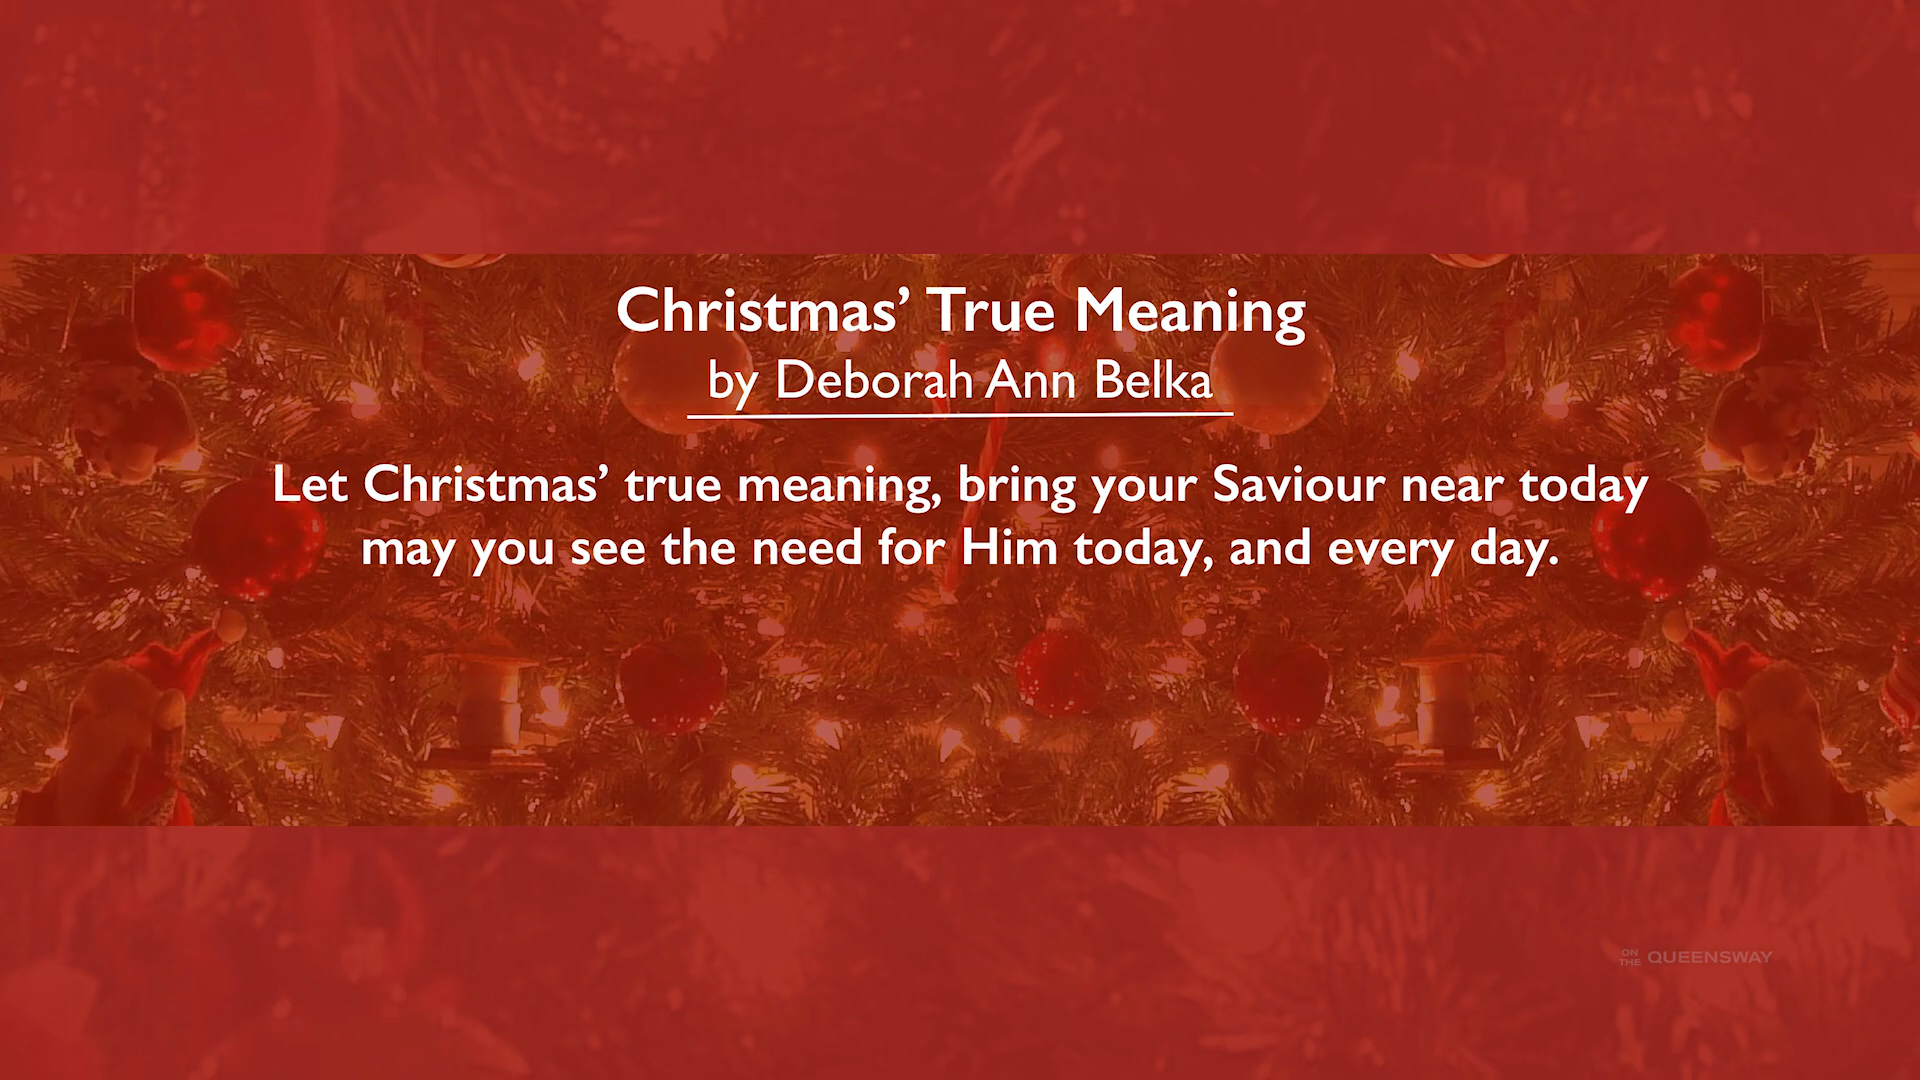 Christmas’ True Meaning
by Deborah Ann Belka
Let Christmas’ true meaning, bring your Saviour near today
may you see the need for Him today, and every day.
ON THE QUEENSWAY